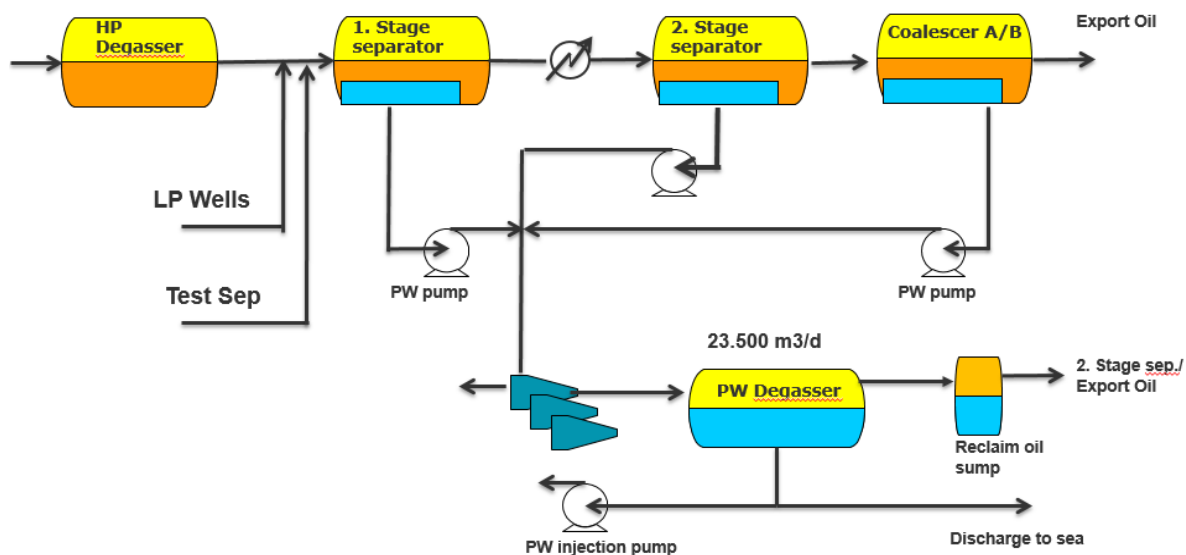 HP
Degasser
1. Stage
separator
2. Stage
separator
Coalescer A/B
Export Oil
LP Wells
Test Sep
PW pump
PW pump
23.500 m3/d
PW Degasser
2. Stage sep./
Export Oil
Reclaim oil
sump
PW injection pump
Discharge to sea